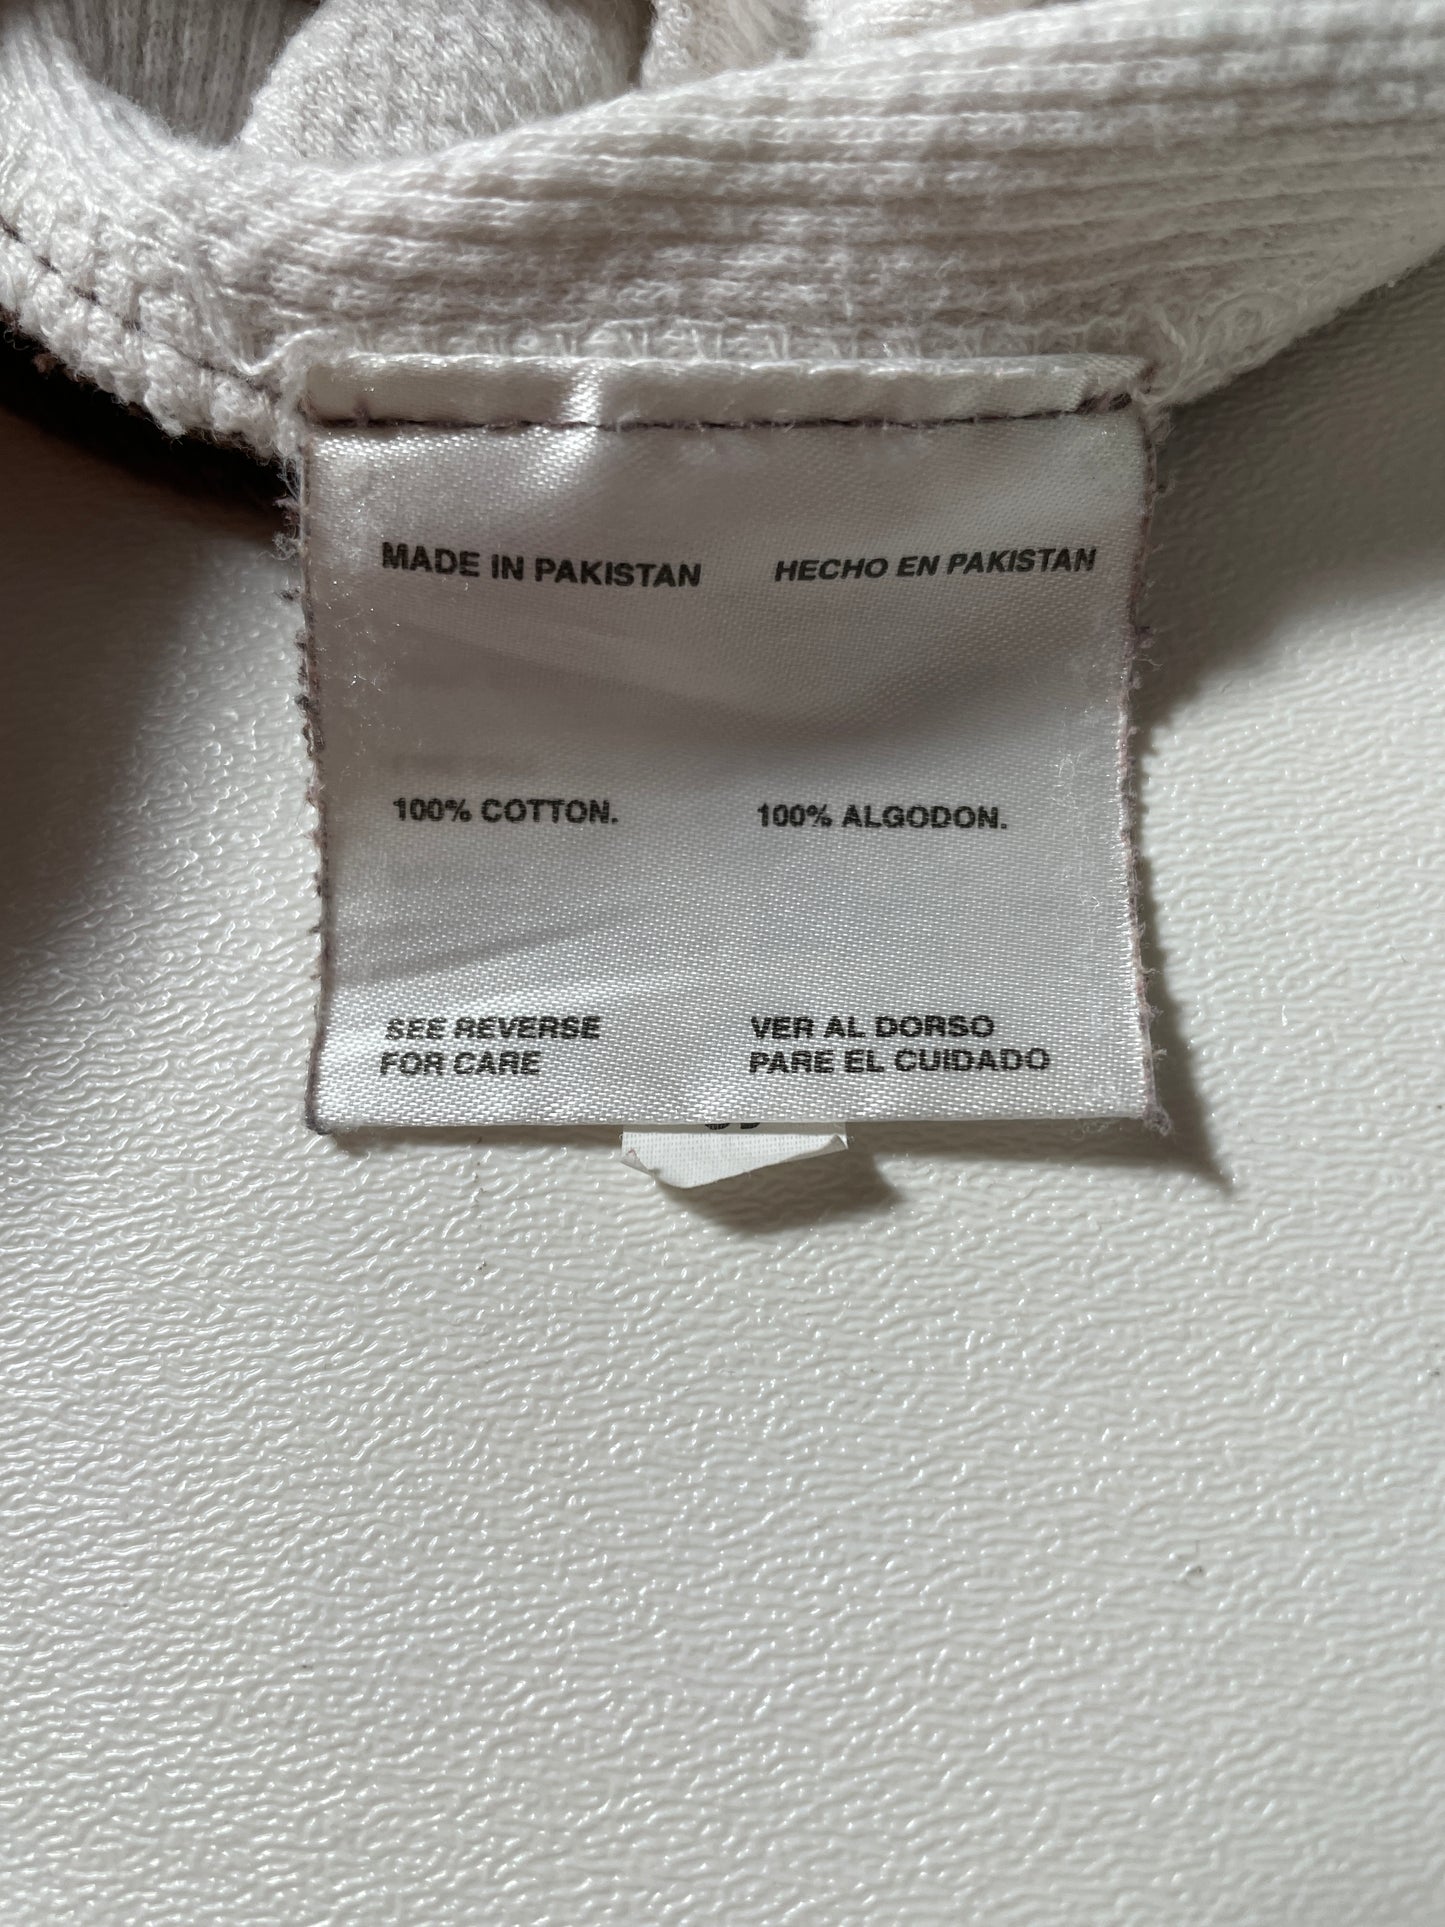 MADE IN PAKISTAN
HECHO EN PAKISTAN
100% COTTON.
100% ALGODON.
SEE REVERSE
FOR CARE
VER AL DORSO
PARE EL CUIDADO